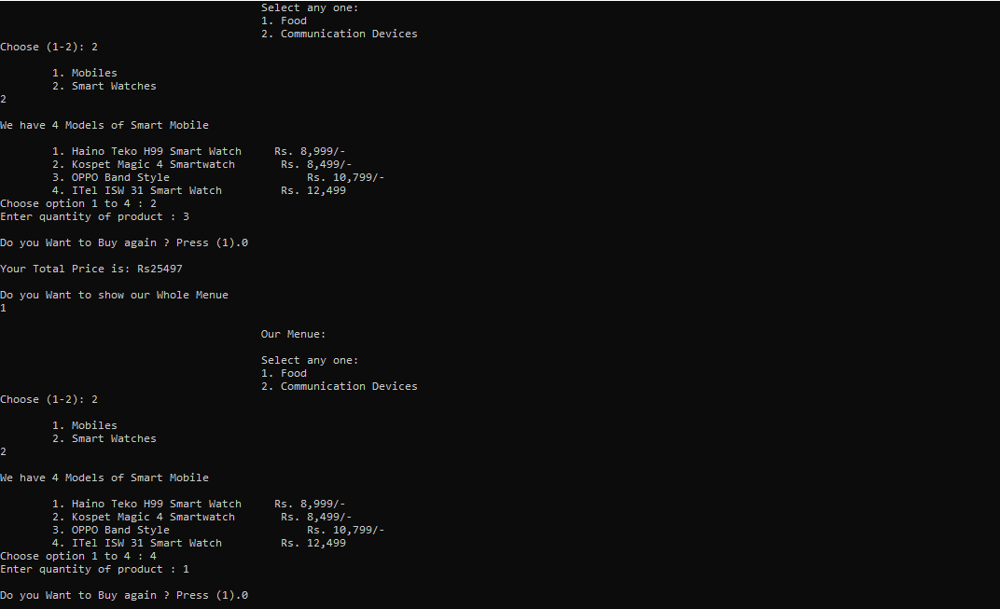 Select any one:
1. Food
2. Communication Devices
Choose (1-2): 2
1. Mobiles
2. Smart Watches
2
We have 4 Models of Smart Mobile
1. Haino Teko H99 Smart Watch Rs. 8,999/-
2. Kospet Magic 4 Smartwatch Rs. 8,499/-
3. OPPO Band Style Rs. 10,799/-
4. ITel ISW 31 Smart Watch Rs. 12,499
Choose option 1 to 4 : 2
Enter quantity of product : 3
Do you Want to Buy again ? Press (1).0
Your Total Price is: Rs25497
Do you Want to show our Whole Menue
1
Our Menue:
Select any one:
1. Food
2. Communication Devices
Choose (1-2): 2
1. Mobiles
2. Smart Watches
2
We have 4 Models of Smart Mobile
1. Haino Teko H99 Smart Watch Rs. 8,999/-
2. Kospet Magic 4 Smartwatch Rs. 8,499/-
3. OPPO Band Style Rs. 10,799/-
4. ITel ISW 31 Smart Watch Rs. 12,499
Choose option 1 to 4 : 4
Enter quantity of product : 1
Do you Want to Buy again ? Press (1).0